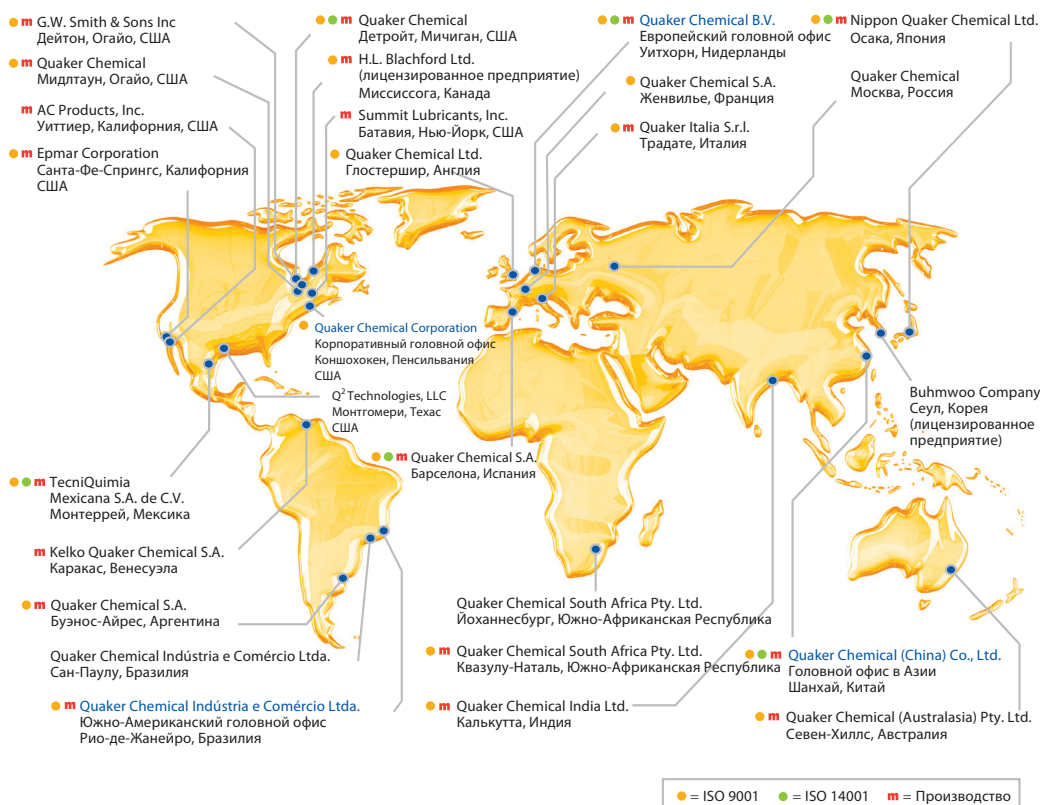 m G.W. Smith & Sons Inc
Дейтон, Огайо, США
m Quaker Chemical
Мидлтаун, Огайо, США
m AC Products, Inc.
Уиттиер, Калифорния, США
m Epmar Corporation
Санта-Фе-Спрингс, Калифорния
США
m Quaker Chemical
Детройт, Мичиган, США
m H.L. Blachford Ltd.
(лицензированное предприятие)
Миссиссога, Канада
m Summit Lubricants, Inc.
Батавия, Нью-Йорк, США
Quaker Chemical Ltd.
Глостершир, Англия
m Quaker Chemical B.V.
Европейский головной офис
Уитхорн, Нидерланды
Quaker Chemical S.A.
Женвилье, Франция
m Quaker Italia S.r.l.
Традате, Италия
m Nippon Quaker Chemical Ltd.
Осака, Япония
Quaker Chemical
Москва, Россия
Quaker Chemical Corporation
Корпоративный головной офис
Коншохокен, Пенсильвания
США
Q² Technologies, LLC
Монтгомери, Техас
США
m Quaker Chemical S.A.
Барселона, Испания
Buhmwoo Company
Сеул, Корея
(лицензированное
предприятие)
m TecniQuimia
Mexicana S.A. de C.V.
Монтеррей, Мексика
m Kelko Quaker Chemical S.A.
Каракас, Венесуэла
m Quaker Chemical S.A.
Буэнос-Айрес, Аргентина
Quaker Chemical Indústria e Comércio Ltda.
Сан-Паулу, Бразилия
m Quaker Chemical Indústria e Comércio Ltda.
Южно-Американский головной офис
Рио-де-Жанейро, Бразилия
Quaker Chemical South Africa Pty. Ltd.
Йоханнесбург, Южно-Африканская Республика
m Quaker Chemical South Africa Pty. Ltd.
Квазулу-Наталь, Южно-Африканская Республика
m Quaker Chemical India Ltd.
Калькутта, Индия
m Quaker Chemical (China) Co., Ltd.
Головной офис в Азии
Шанхай, Китай
m Quaker Chemical (Australasia) Pty. Ltd.
Севен-Хиллс, Австралия
= ISO 9001 = ISO 14001 m = Производство